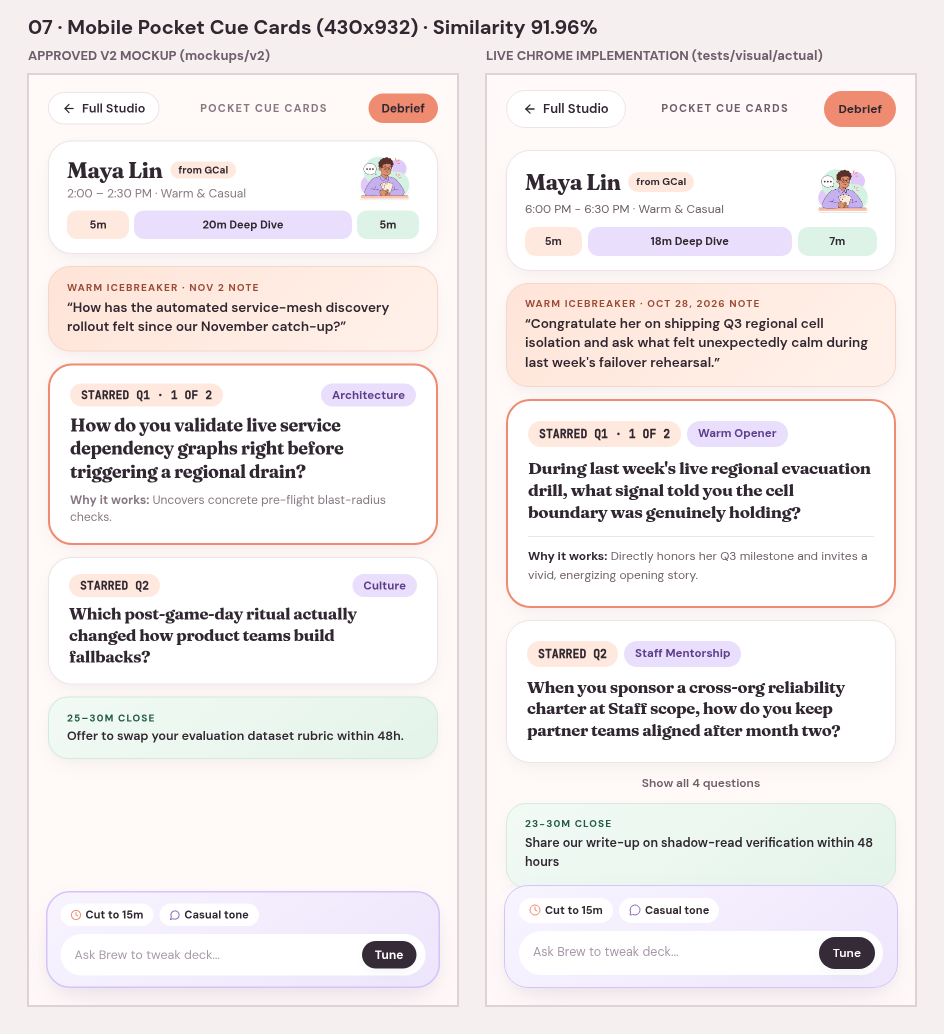 07 · Mobile Pocket Cue Cards (430x932) · Similarity 91.96%
APPROVED V2 MOCKUP (mockups/v2)
← Full Studio
POCKET CUE CARDS
Debrief
Maya Lin
from GCal
2:00 – 2:30 PM · Warm & Casual
5m
20m Deep Dive
5m
WARM ICEBREAKER · NOV 2 NOTE
“How has the automated service-mesh discovery
rollout felt since our November catch-up?”
STARRED Q1 · 1 OF 2
Architecture
How do you validate live service
dependency graphs right before
triggering a regional drain?
Why it works: Uncovers concrete pre-flight blast-radius
checks.
STARRED Q2
Culture
Which post-game-day ritual actually
changed how product teams build
fallbacks?
25–30M CLOSE
Offer to swap your evaluation dataset rubric within 48h.
Cut to 15m
Casual tone
Ask Brew to tweak deck...
Tune
LIVE CHROME IMPLEMENTATION (tests/visual/actual)
← Full Studio
POCKET CUE CARDS
Debrief
Maya Lin
from GCal
6:00 PM – 6:30 PM · Warm & Casual
5m
18m Deep Dive
7m
WARM ICEBREAKER · OCT 28, 2026 NOTE
“Congratulate her on shipping Q3 regional cell
isolation and ask what felt unexpectedly calm during
last week's failover rehearsal.”
STARRED Q1 · 1 OF 2
Warm Opener
During last week's live regional evacuation
drill, what signal told you the cell
boundary was genuinely holding?
Why it works: Directly honors her Q3 milestone and invites a
vivid, energizing opening story.
STARRED Q2
Staff Mentorship
When you sponsor a cross-org reliability
charter at Staff scope, how do you keep
partner teams aligned after month two?
Show all 4 questions
23–30M CLOSE
Share our write-up on shadow-read verification within 48
hours
Cut to 15m
Casual tone
Ask Brew to tweak deck...
Tune